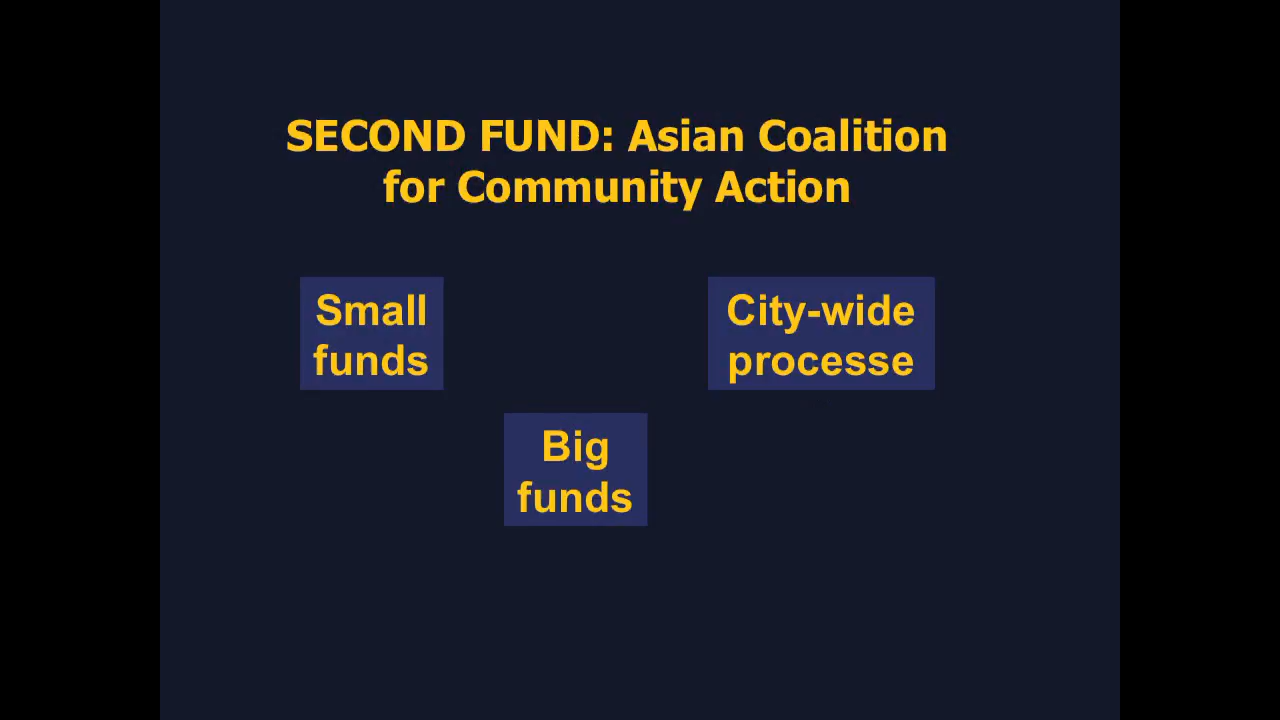 SECOND FUND: Asian Coalition
for Community Action
Small
funds
City-wide
processe
Big
funds